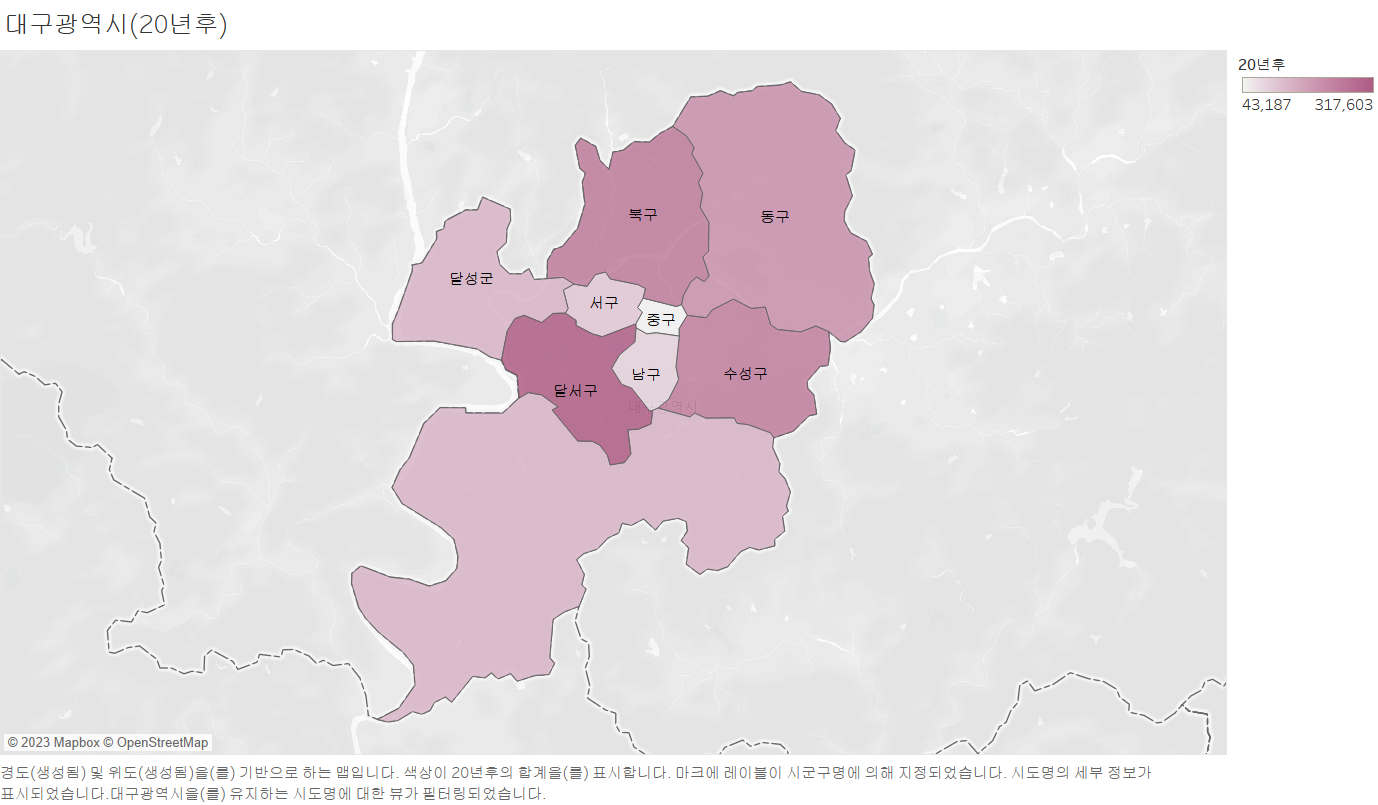 대구광역시(20년후)
20년후
43,187 317,603
북구
동구
달성군
서구
중구
남구
수성구
달서구
대구광역시
© 2023 Mapbox © OpenStreetMap
경도(생성됨) 및 위도(생성됨)을(를) 기반으로 하는 맵입니다. 색상이 20년후의 합계을(를) 표시합니다. 마크에 레이블이 시군구명에 의해 지정되었습니다. 시도명의 세부 정보가
표시되었습니다.대구광역시을(를) 유지하는 시도명에 대한 뷰가 필터링되었습니다.